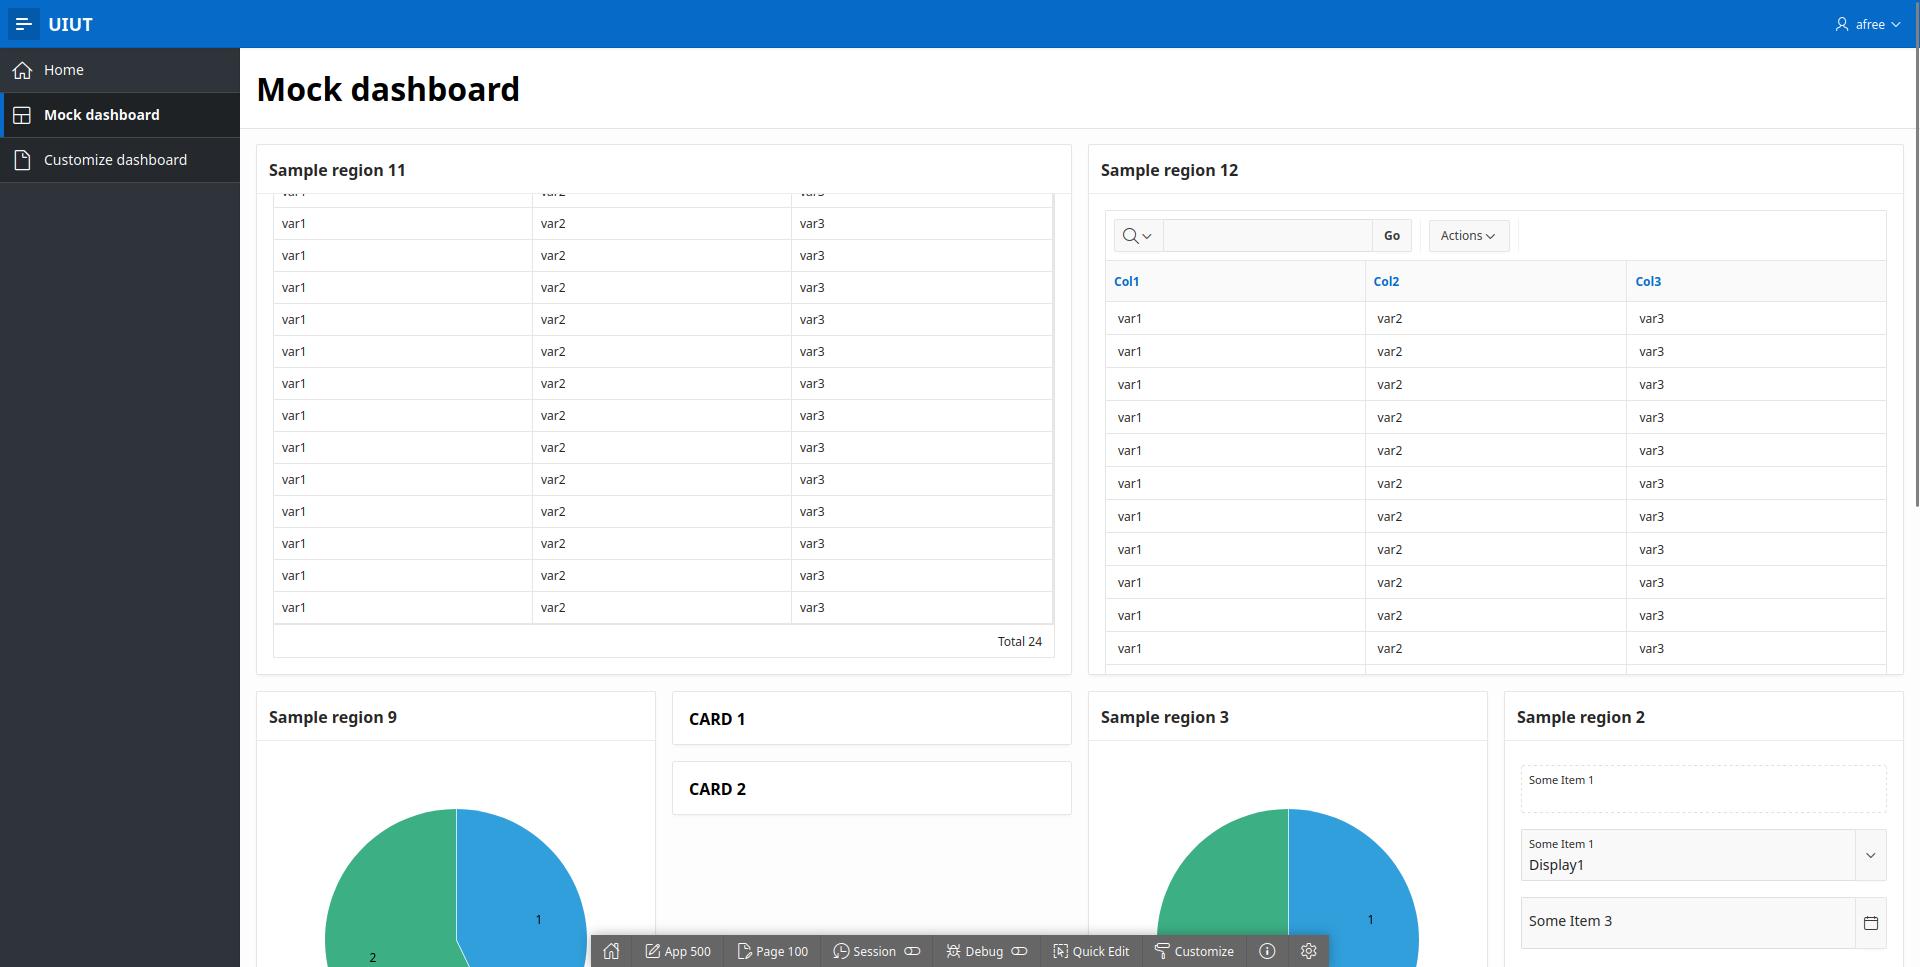 UIUT
afree
Home
Mock dashboard
Customize dashboard
Mock dashboard
Sample region 11
var1 var2 var3
var1 var2 var3
var1 var2 var3
var1 var2 var3
var1 var2 var3
var1 var2 var3
var1 var2 var3
var1 var2 var3
var1 var2 var3
var1 var2 var3
var1 var2 var3
var1 var2 var3
var1 var2 var3
var1 var2 var3
Total 24
Sample region 12
Go Actions
Col1 Col2 Col3
var1 var2 var3
var1 var2 var3
var1 var2 var3
var1 var2 var3
var1 var2 var3
var1 var2 var3
var1 var2 var3
var1 var2 var3
var1 var2 var3
var1 var2 var3
var1 var2 var3
Sample region 9
1
2
CARD 1
CARD 2
Sample region 3
1
Sample region 2
Some Item 1
Some Item 1
Display1
Some Item 3
App 500 Page 100 Session Debug Quick Edit Customize